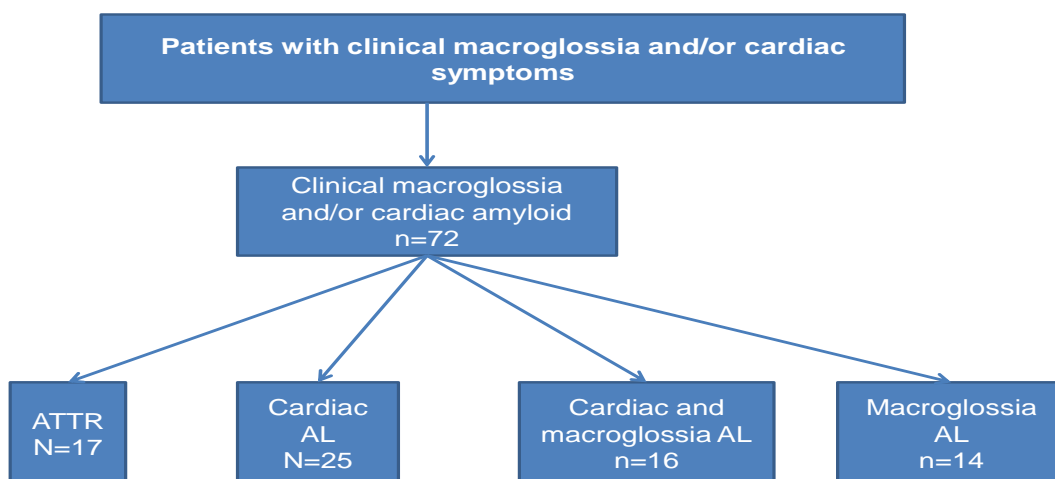 Patients with clinical macroglossia and/or cardiac
symptoms
Clinical macroglossia
and/or cardiac amyloid
n=72
ATTR
N=17
Cardiac
AL
N=25
Cardiac and
macroglossia AL
n=16
Macroglossia
AL
n=14